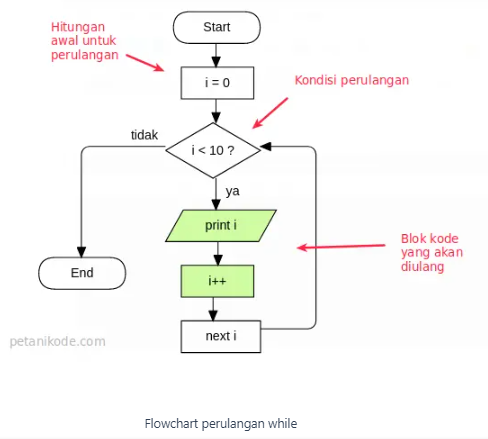 Hitungan
awal untuk
perulangan
Start
i = 0
Kondisi perulangan
tidak
i < 10 ?
ya
print i
Blok kode
yang akan
diulang
End
i++
next i
petanikode.com
Flowchart perulangan while